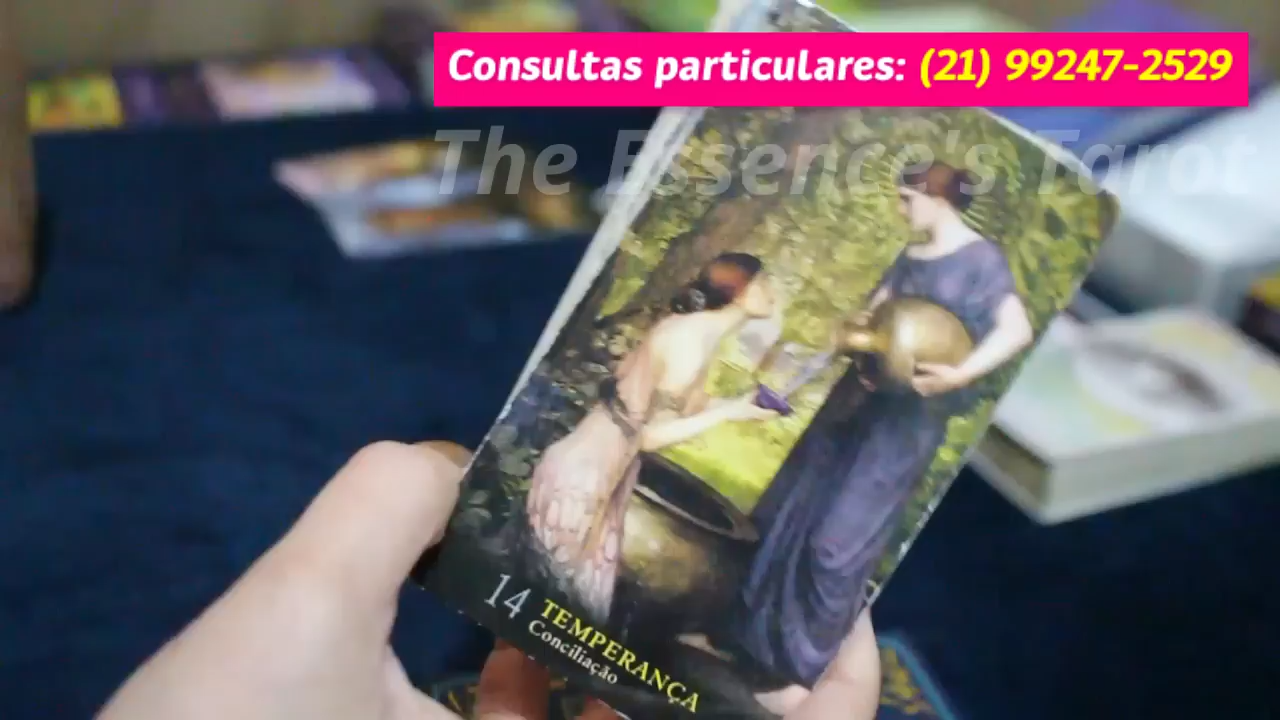 Consultas particulares: (21) 99247-2529
The Essence's Tarot
14 TEMPERANÇA
Conciliação